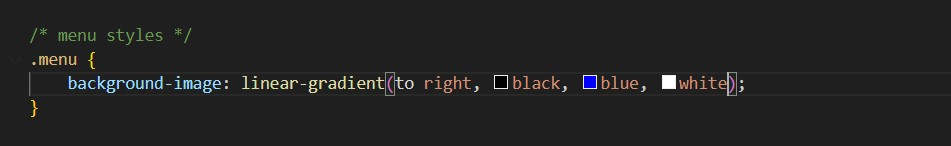 /* menu styles */
.menu {
    background-image: linear-gradient(to right, black, blue, white);
}